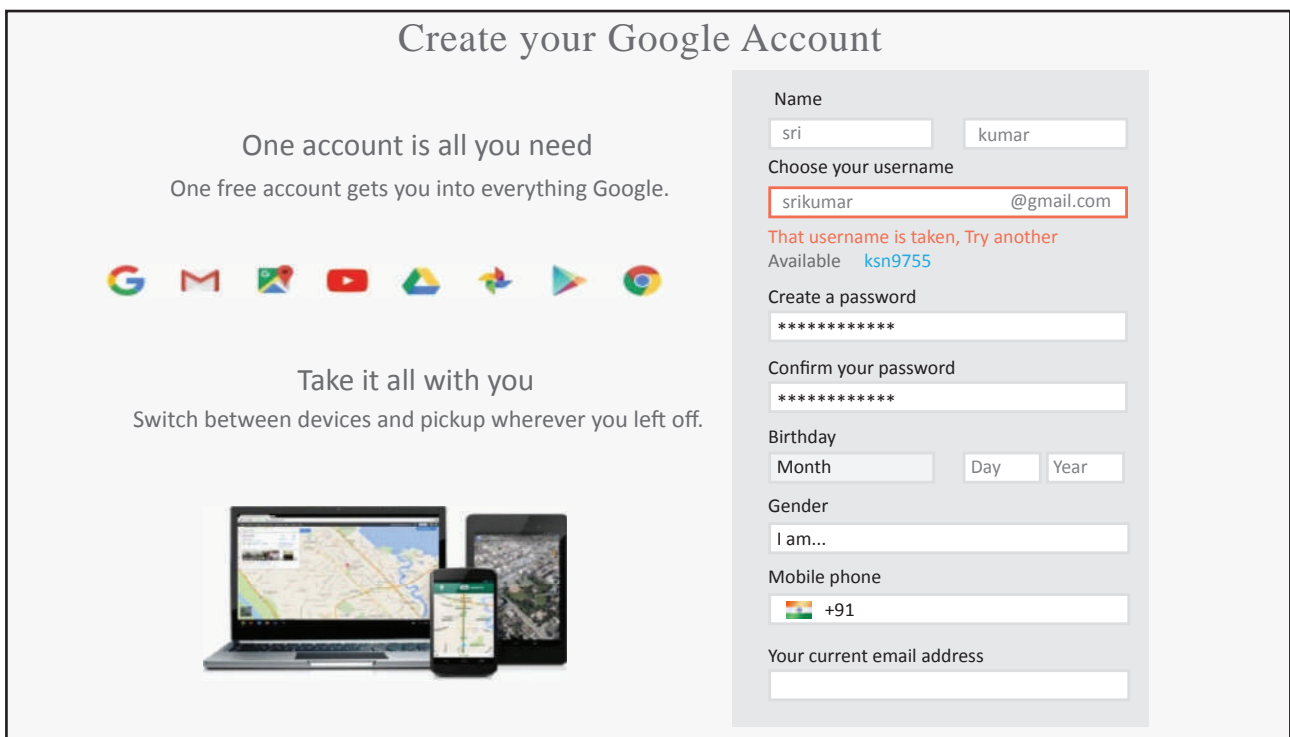 Create your Google Account
One account is all you need
One free account gets you into everything Google.
Take it all with you
Switch between devices and pickup wherever you left off.
Name
sri kumar
Choose your username
srikumar @gmail.com
That username is taken, Try another
Available ksn9755
Create a password
************
Confirm your password
************
Birthday
Month Day Year
Gender
I am...
Mobile phone
+91
Your current email address